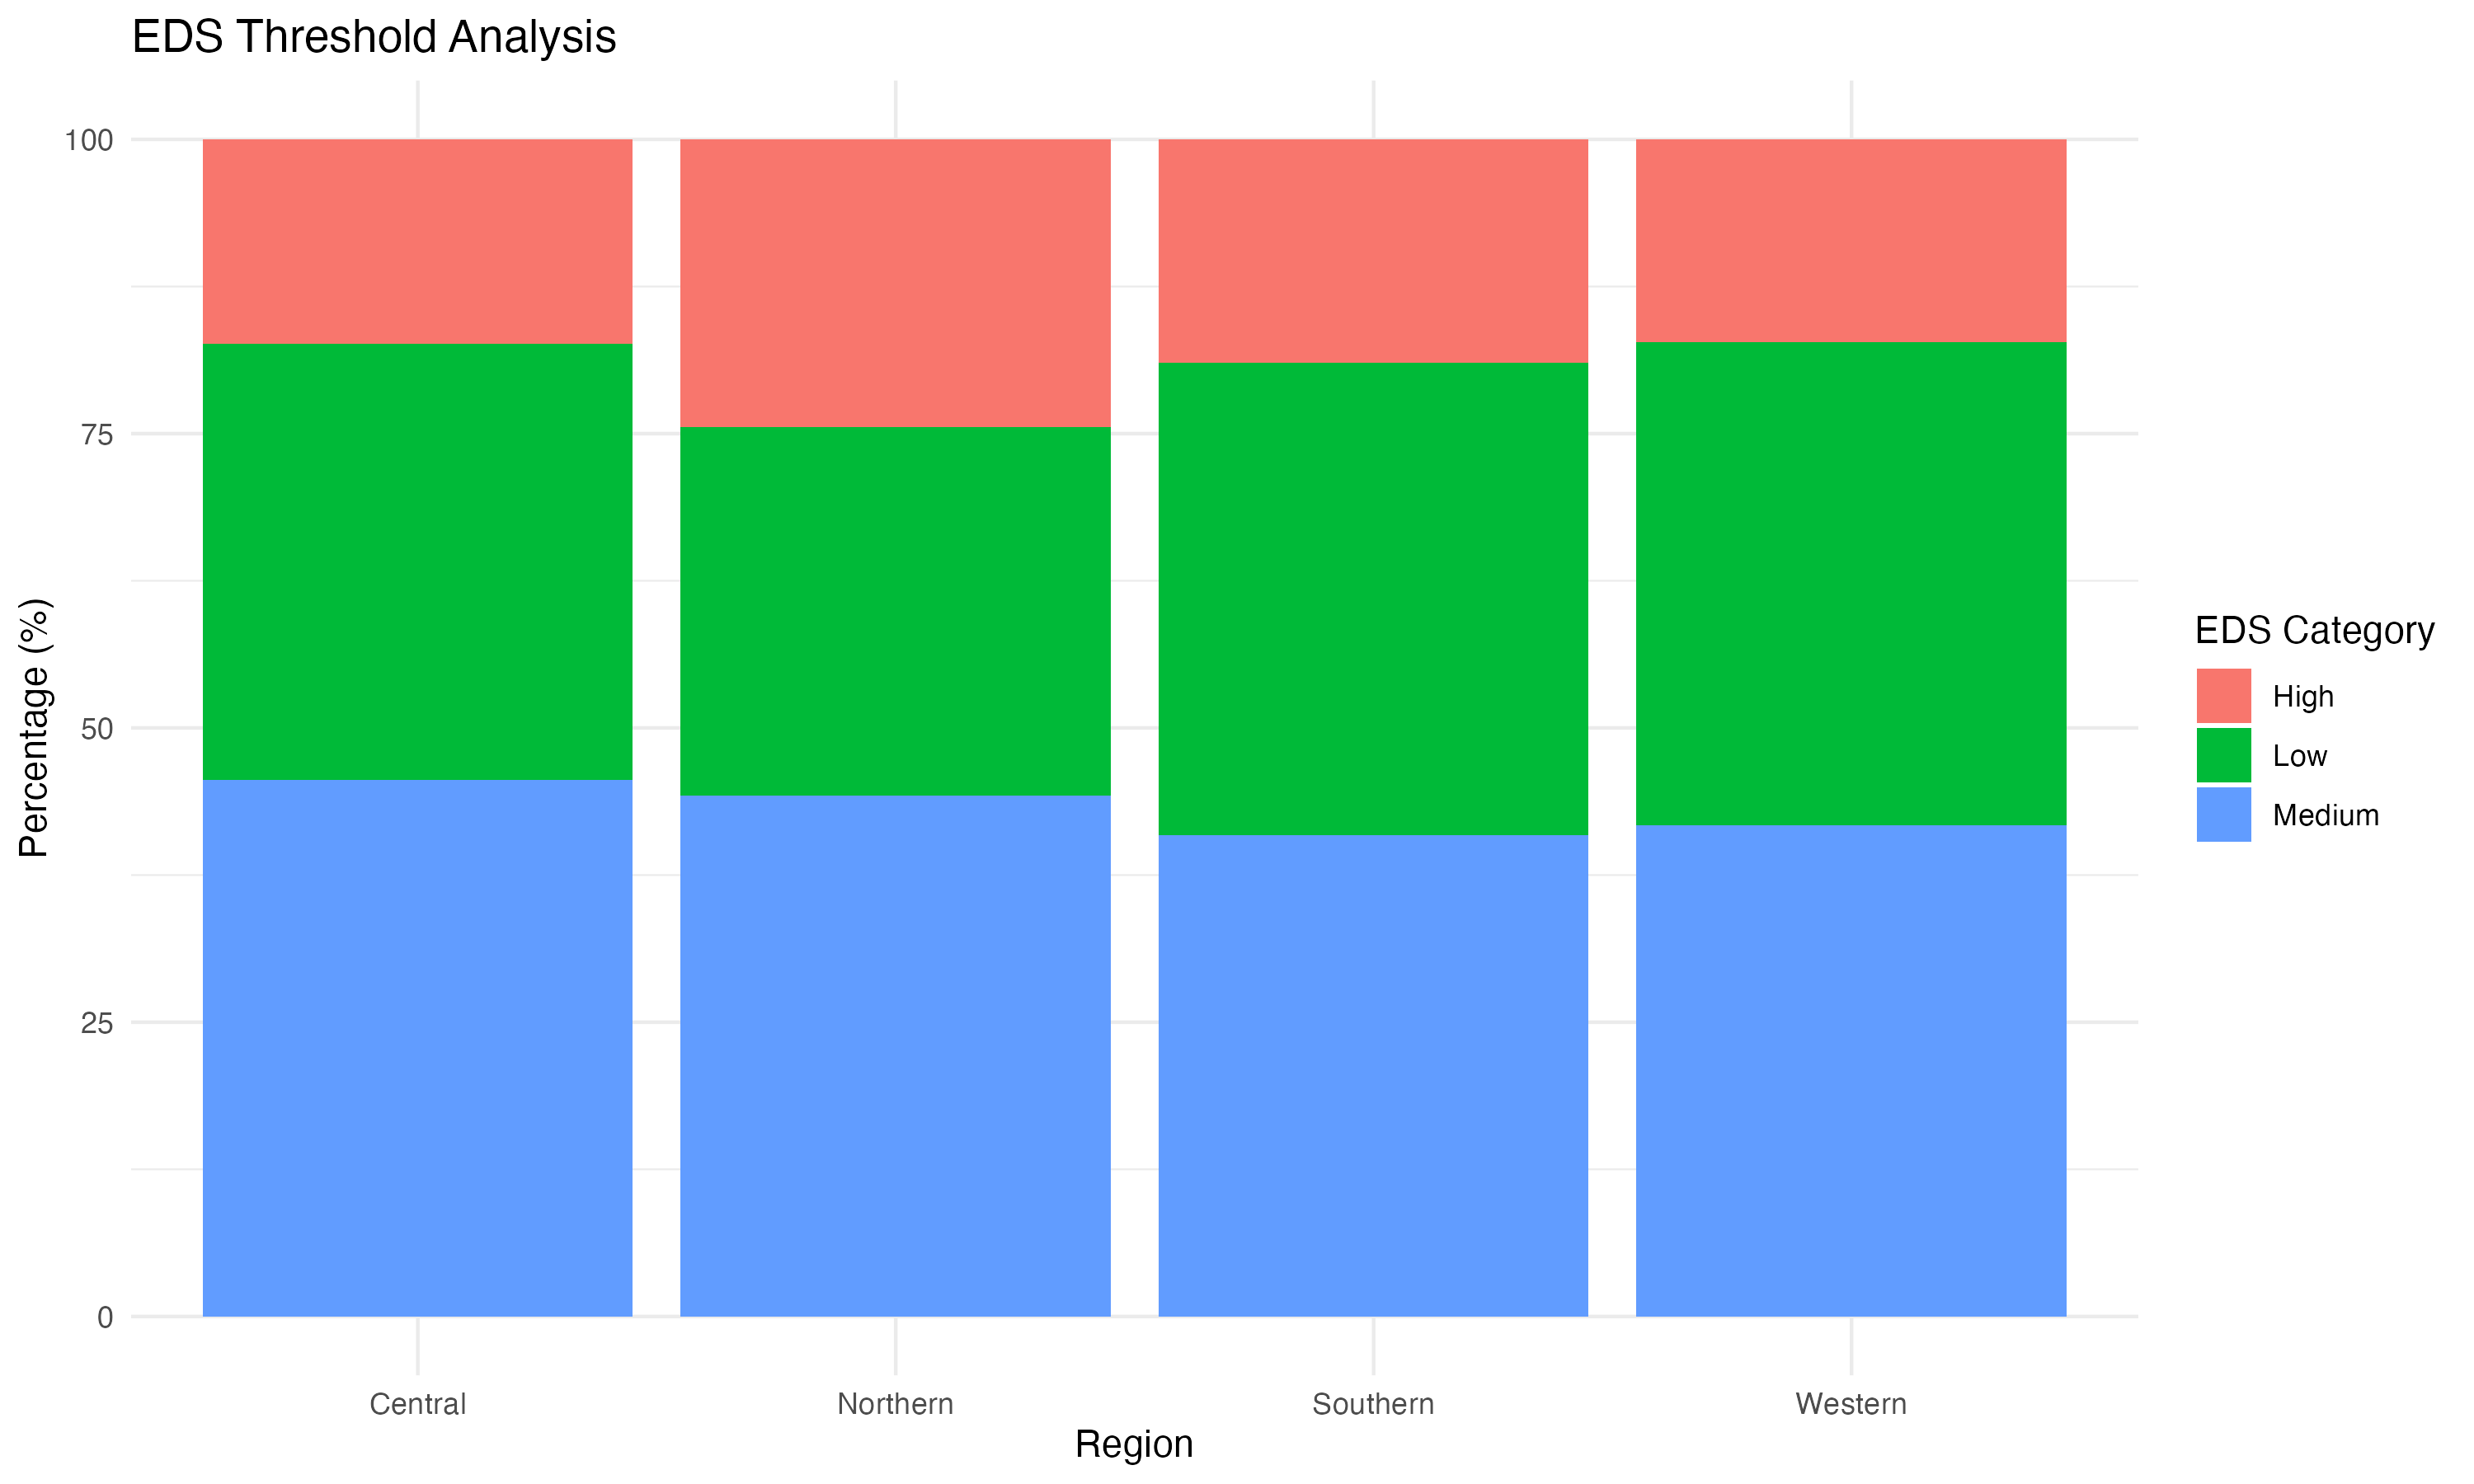 EDS Threshold Analysis
100
75
50
25
0
Percentage (%)
Central
Northern
Southern
Western
Region
EDS Category
High
Low
Medium